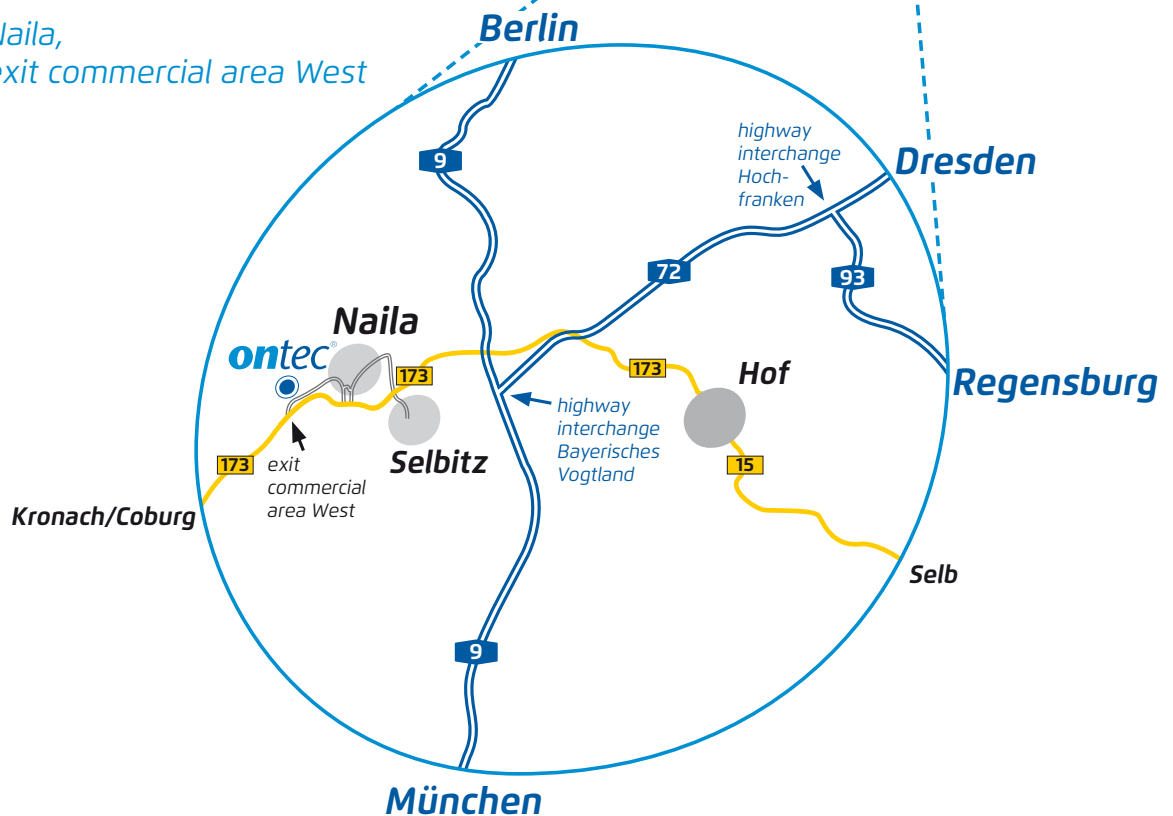 Naila,
exit commercial area West
Berlin
9
highway
interchange
Hoch-
franken
Dresden
72
93
Naila
ontec®
173
173
Hof
Regensburg
highway
interchange
Bayerisches
Vogtland
Selbitz
173
exit
commercial
area West
15
Kronach/Coburg
Selb
9
München